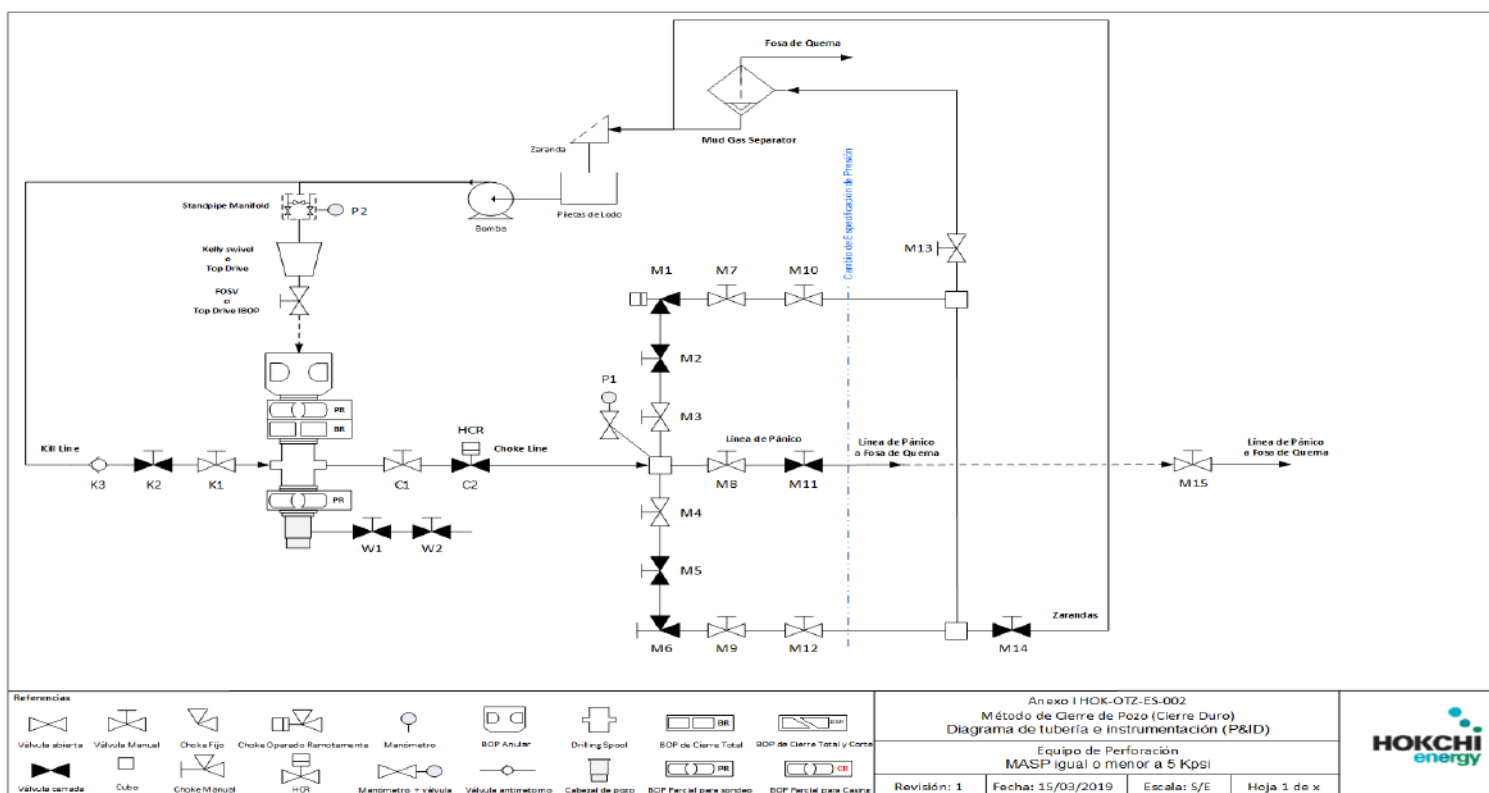 Fosa de Quema
Mud Gas Separator
Zaranda
Piletas de Lodo
Bomba
Standpipe Manifold
P2
Kelly swivel
o
Top Drive
FOSV
o
Top Drive IBOP
Cambio de Especificación de Presión
M13
M1
M7
M10
M2
P1
M3
PR
BR
HCR
Kill Line
Choke Line
Línea de Pánico
Línea de Pánico
a Fosa de Quema
Línea de Pánico
a Fosa de Quema
K3
K2
K1
C1
C2
M8
M11
M15
PR
M4
W1
W2
M5
Zarandas
M6
M9
M12
M14
Referencias
BR
BSR
Válvula abierta
Válvula Manual
Choke Fijo
Choke Operado Remotamente
Manómetro
BOP Anular
Drilling Spool
BOP de Cierre Total
BOP de Cierre Total y Corte
PR
CR
Válvula cerrada
Cubo
Choke Manual
HCR
Manómetro + válvula
Válvula antirretorno
Cabezal de pozo
BOP Parcial para sondeo
BOP Parcial para Casing
Anexo I HOK-OTZ-ES-002
Método de Cierre de Pozo (Cierre Duro)
Diagrama de tubería e instrumentación (P&ID)
Equipo de Perforación
MASP igual o menor a 5 Kpsi
Revisión: 1
Fecha: 15/03/2019
Escala: S/E
Hoja 1 de x
HOKCHI
energy